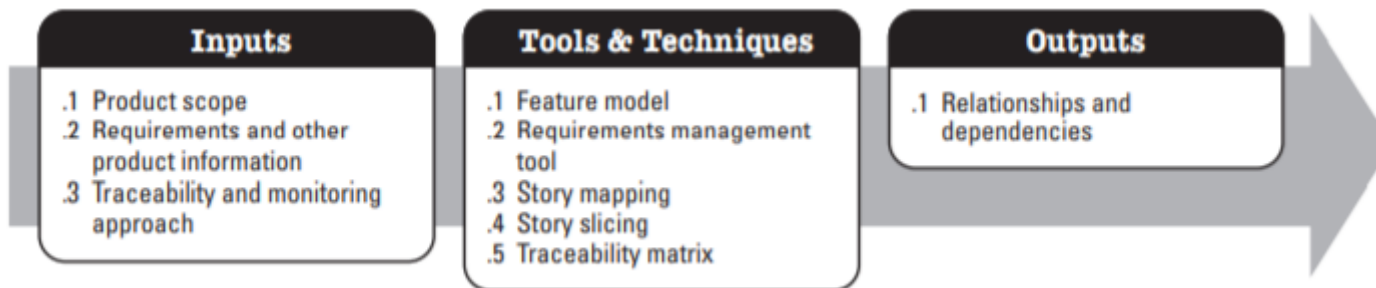 Inputs
.1 Product scope
.2 Requirements and other
product information
.3 Traceability and monitoring
approach
Tools & Techniques
.1 Feature model
.2 Requirements management
tool
.3 Story mapping
.4 Story slicing
.5 Traceability matrix
Outputs
.1 Relationships and
dependencies